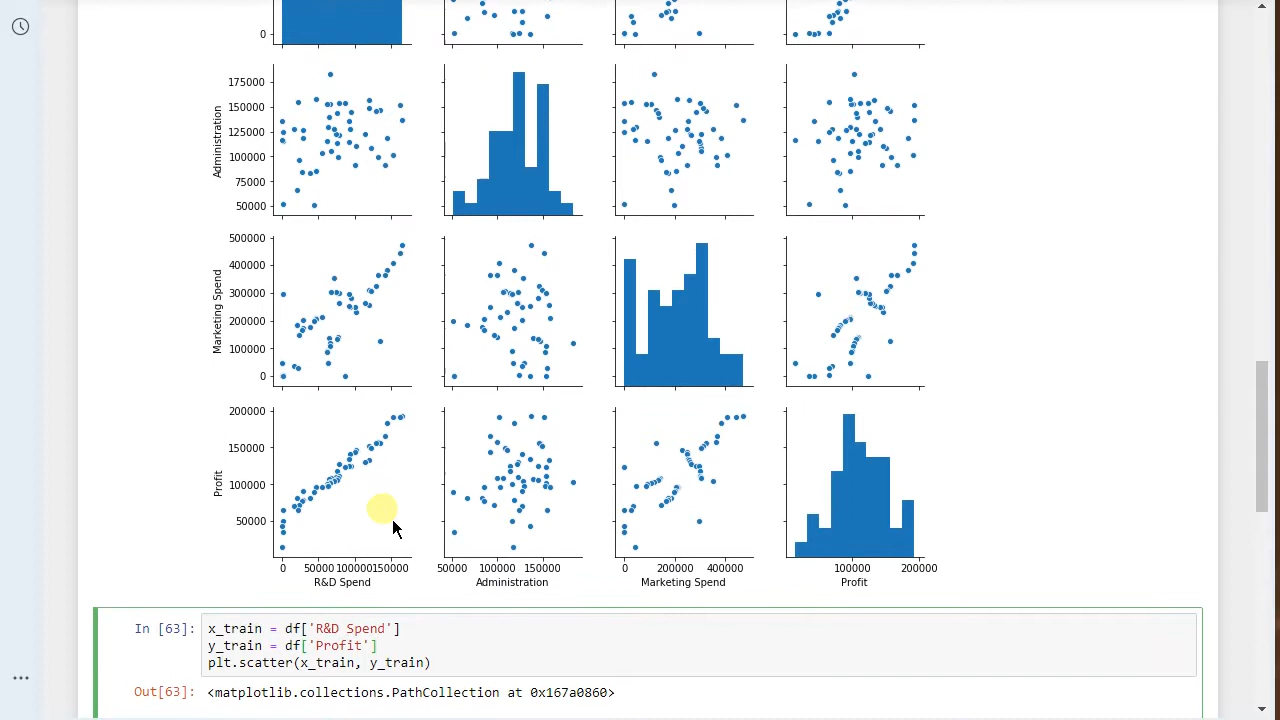 0
175000
150000
Administration
125000
100000
75000
50000
500000
400000
Marketing Spend
300000
200000
100000
0
200000
150000
Profit
100000
50000
0 50000 100000 150000 50000 100000 150000 0 200000 400000 100000 200000
R&D Spend Administration Marketing Spend Profit
In [63]: x_train = df['R&D Spend']
y_train = df['Profit']
plt.scatter(x_train, y_train)
Out[63]: <matplotlib.collections.PathCollection at 0x167a0860>